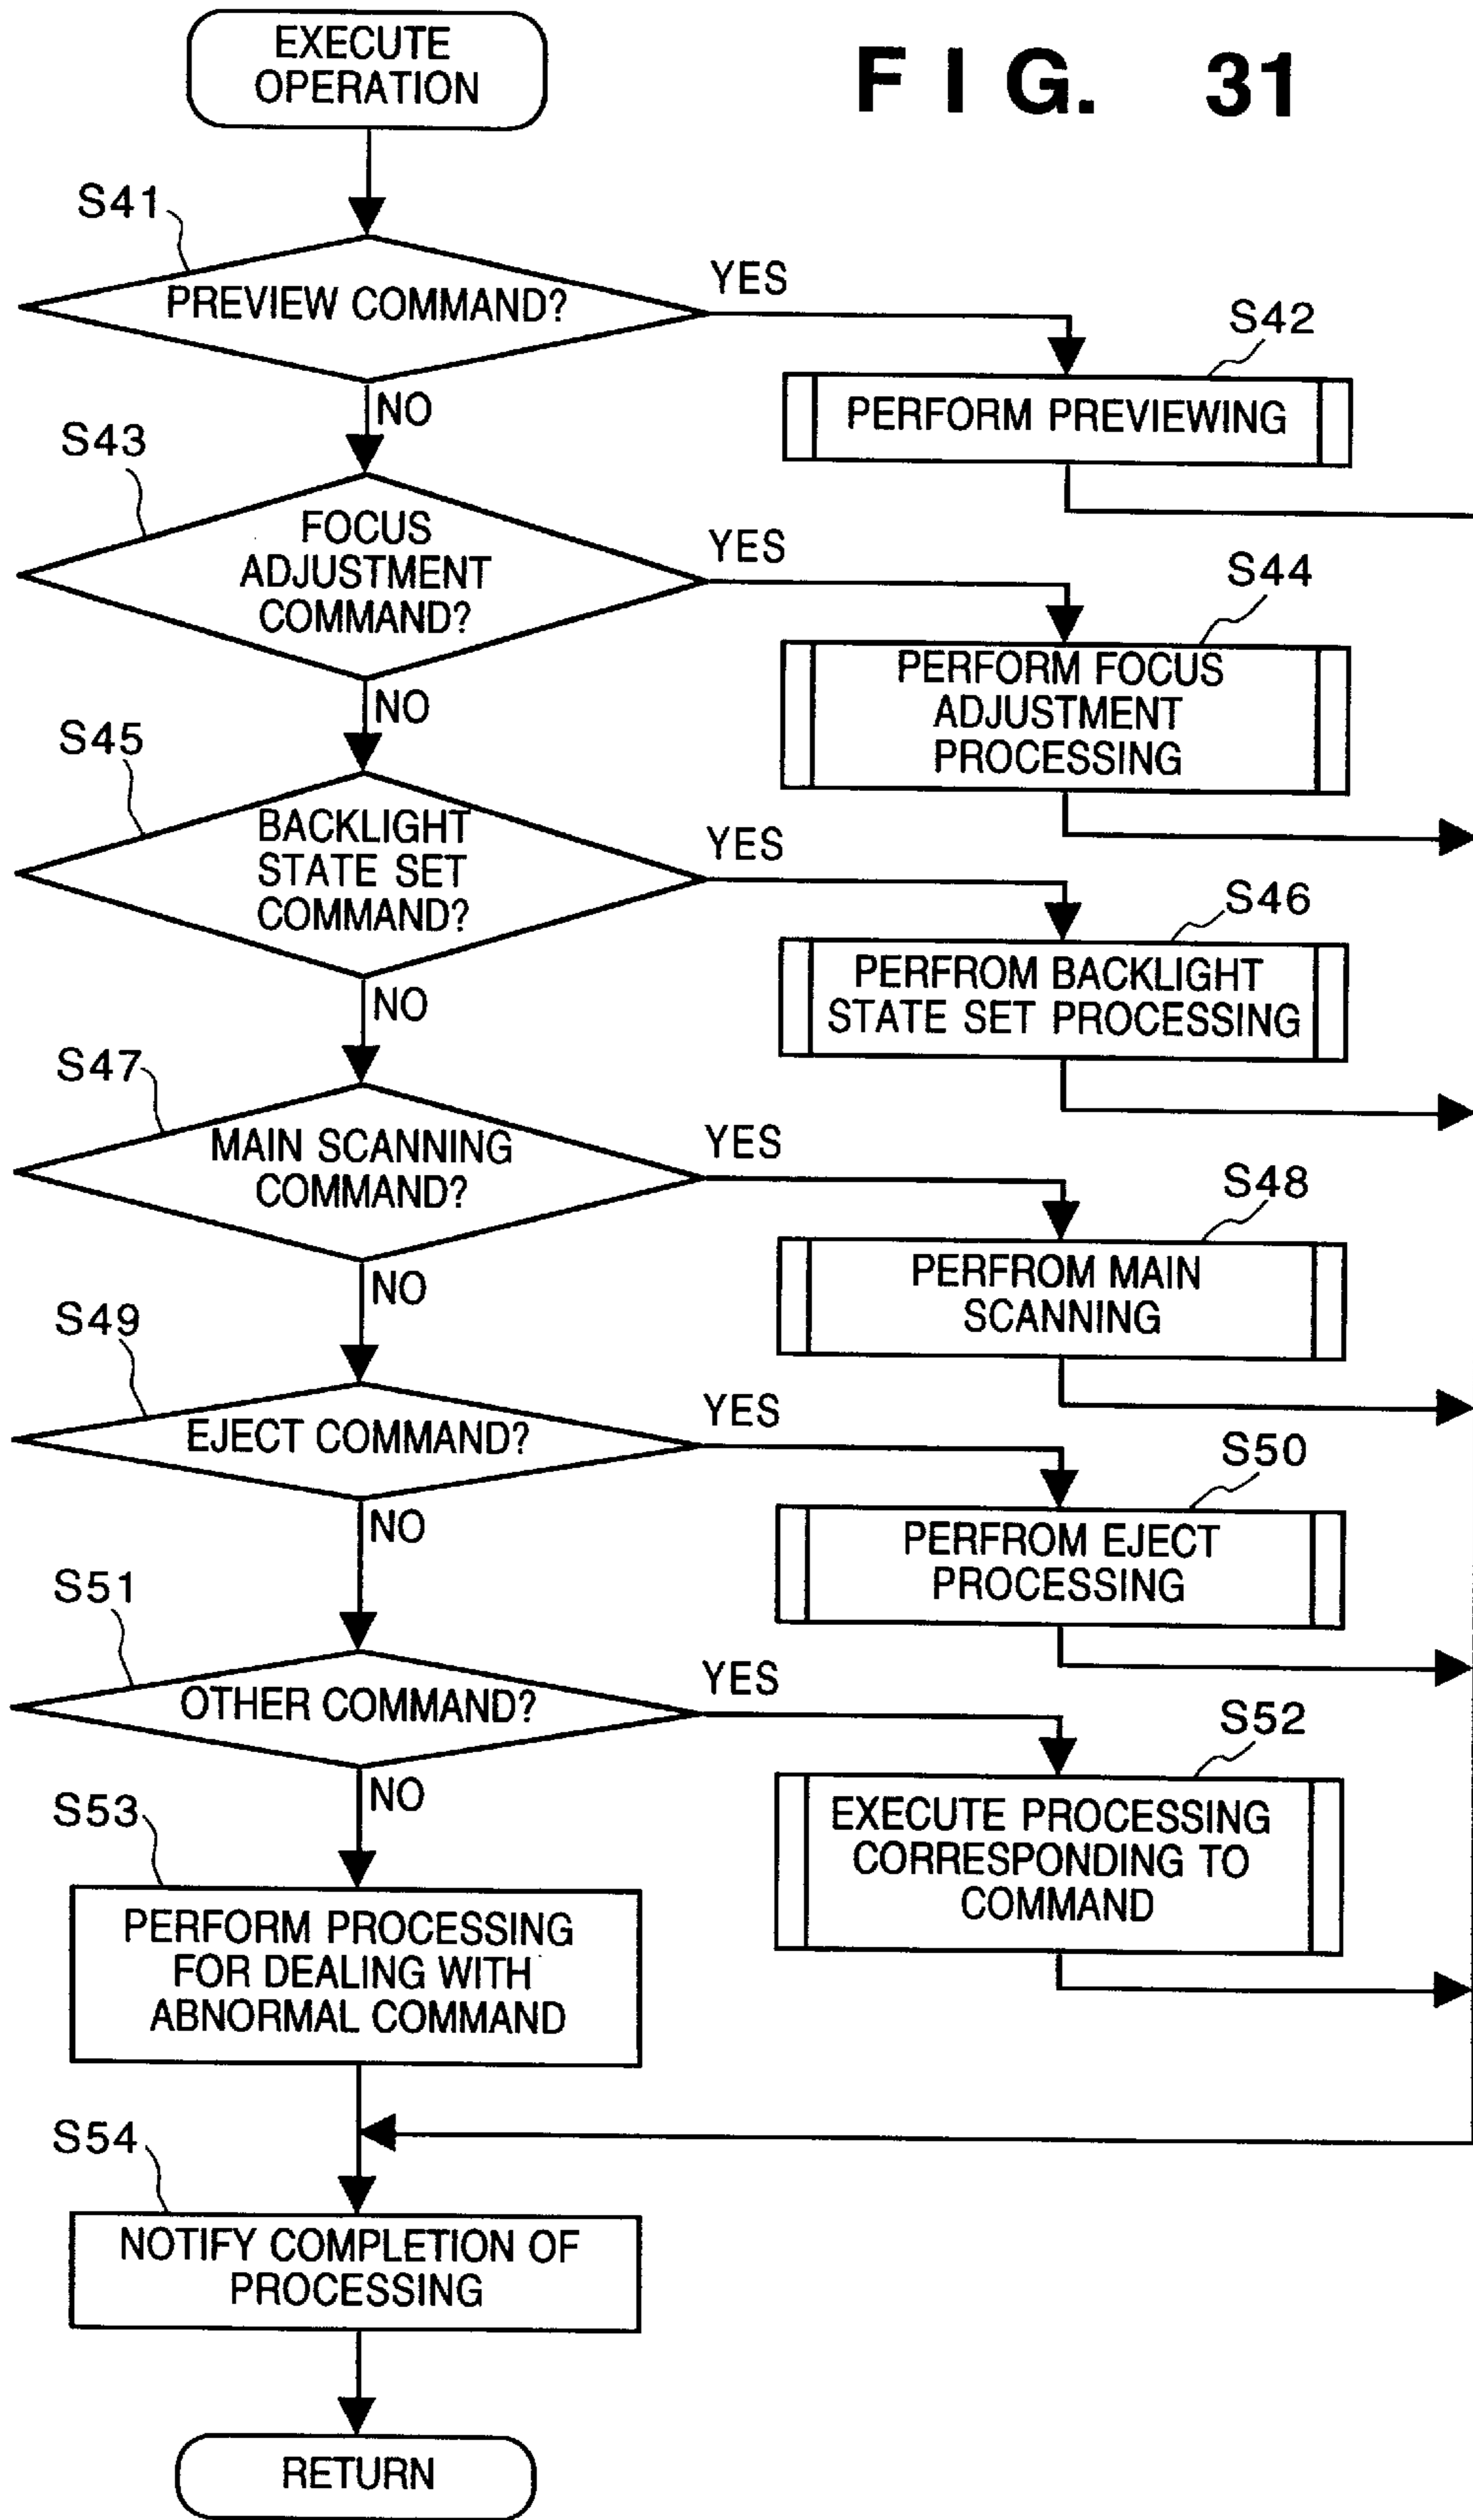 EXECUTE
OPERATION
FIG. 31
S41
PREVIEW COMMAND?
YES
S42
PERFORM PREVIEWING
NO
S43
FOCUS
ADJUSTMENT
COMMAND?
YES
S44
PERFORM FOCUS
ADJUSTMENT
PROCESSING
NO
S45
BACKLIGHT
STATE SET
COMMAND?
YES
S46
PERFROM BACKLIGHT
STATE SET PROCESSING
NO
S47
MAIN SCANNING
COMMAND?
YES
S48
PERFROM MAIN
SCANNING
NO
S49
EJECT COMMAND?
YES
S50
PERFROM EJECT
PROCESSING
NO
S51
OTHER COMMAND?
YES
S52
EXECUTE PROCESSING
CORRESPONDING TO
COMMAND
NO
S53
PERFORM PROCESSING
FOR DEALING WITH
ABNORMAL COMMAND
S54
NOTIFY COMPLETION OF
PROCESSING
RETURN